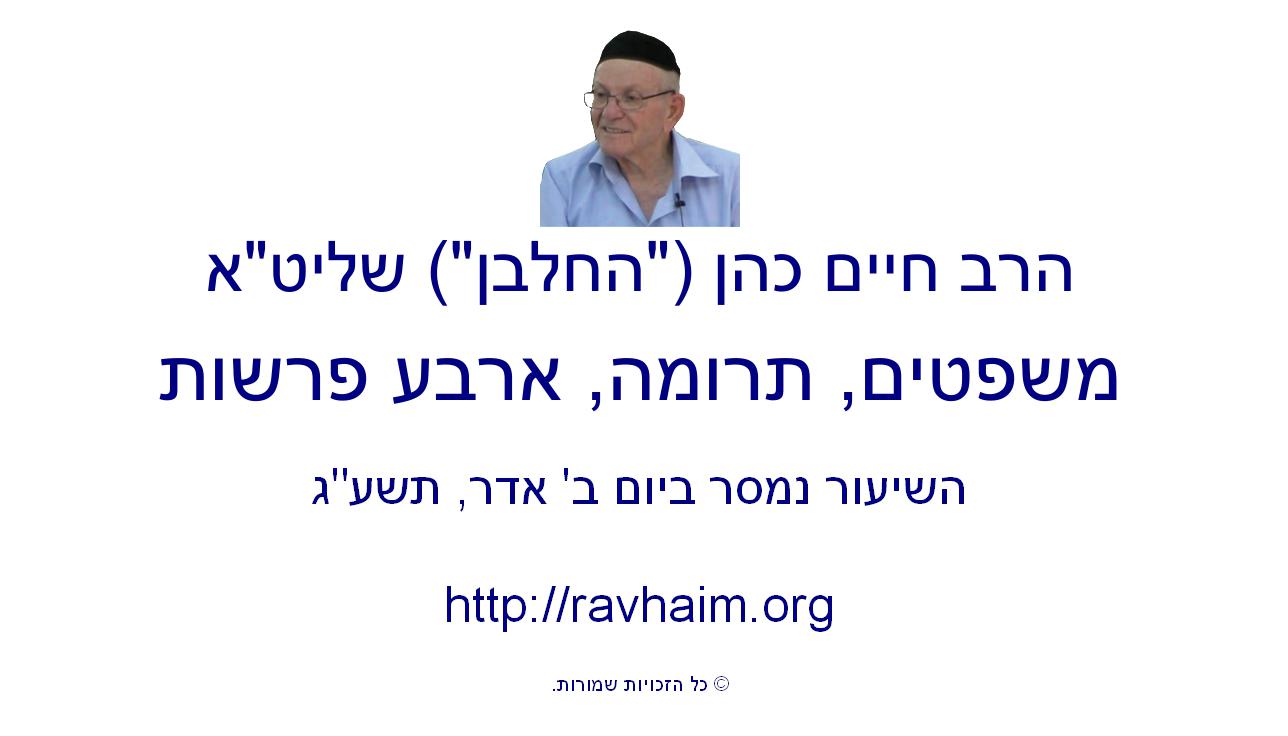 הרב חיים כהן ("החלבן") שליט"א
משפטים, תרומה, ארבע פרשות
השיעור נמסר ביום ב' אדר, תשע''ג
http://ravhaim.org
© כל הזכויות שמורות.